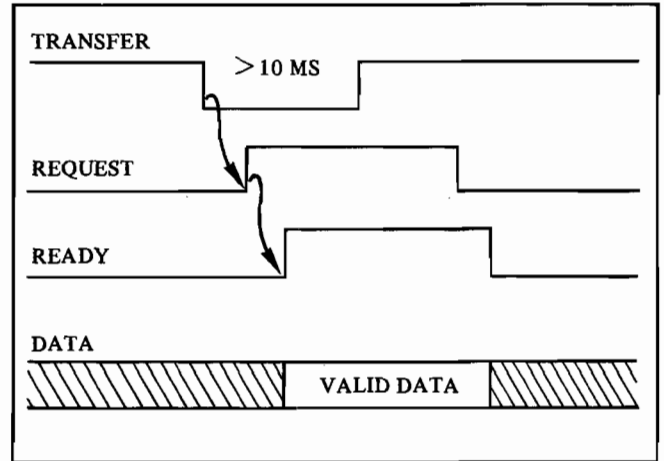 TRANSFER
>10 MS
REQUEST
READY
DATA
VALID DATA